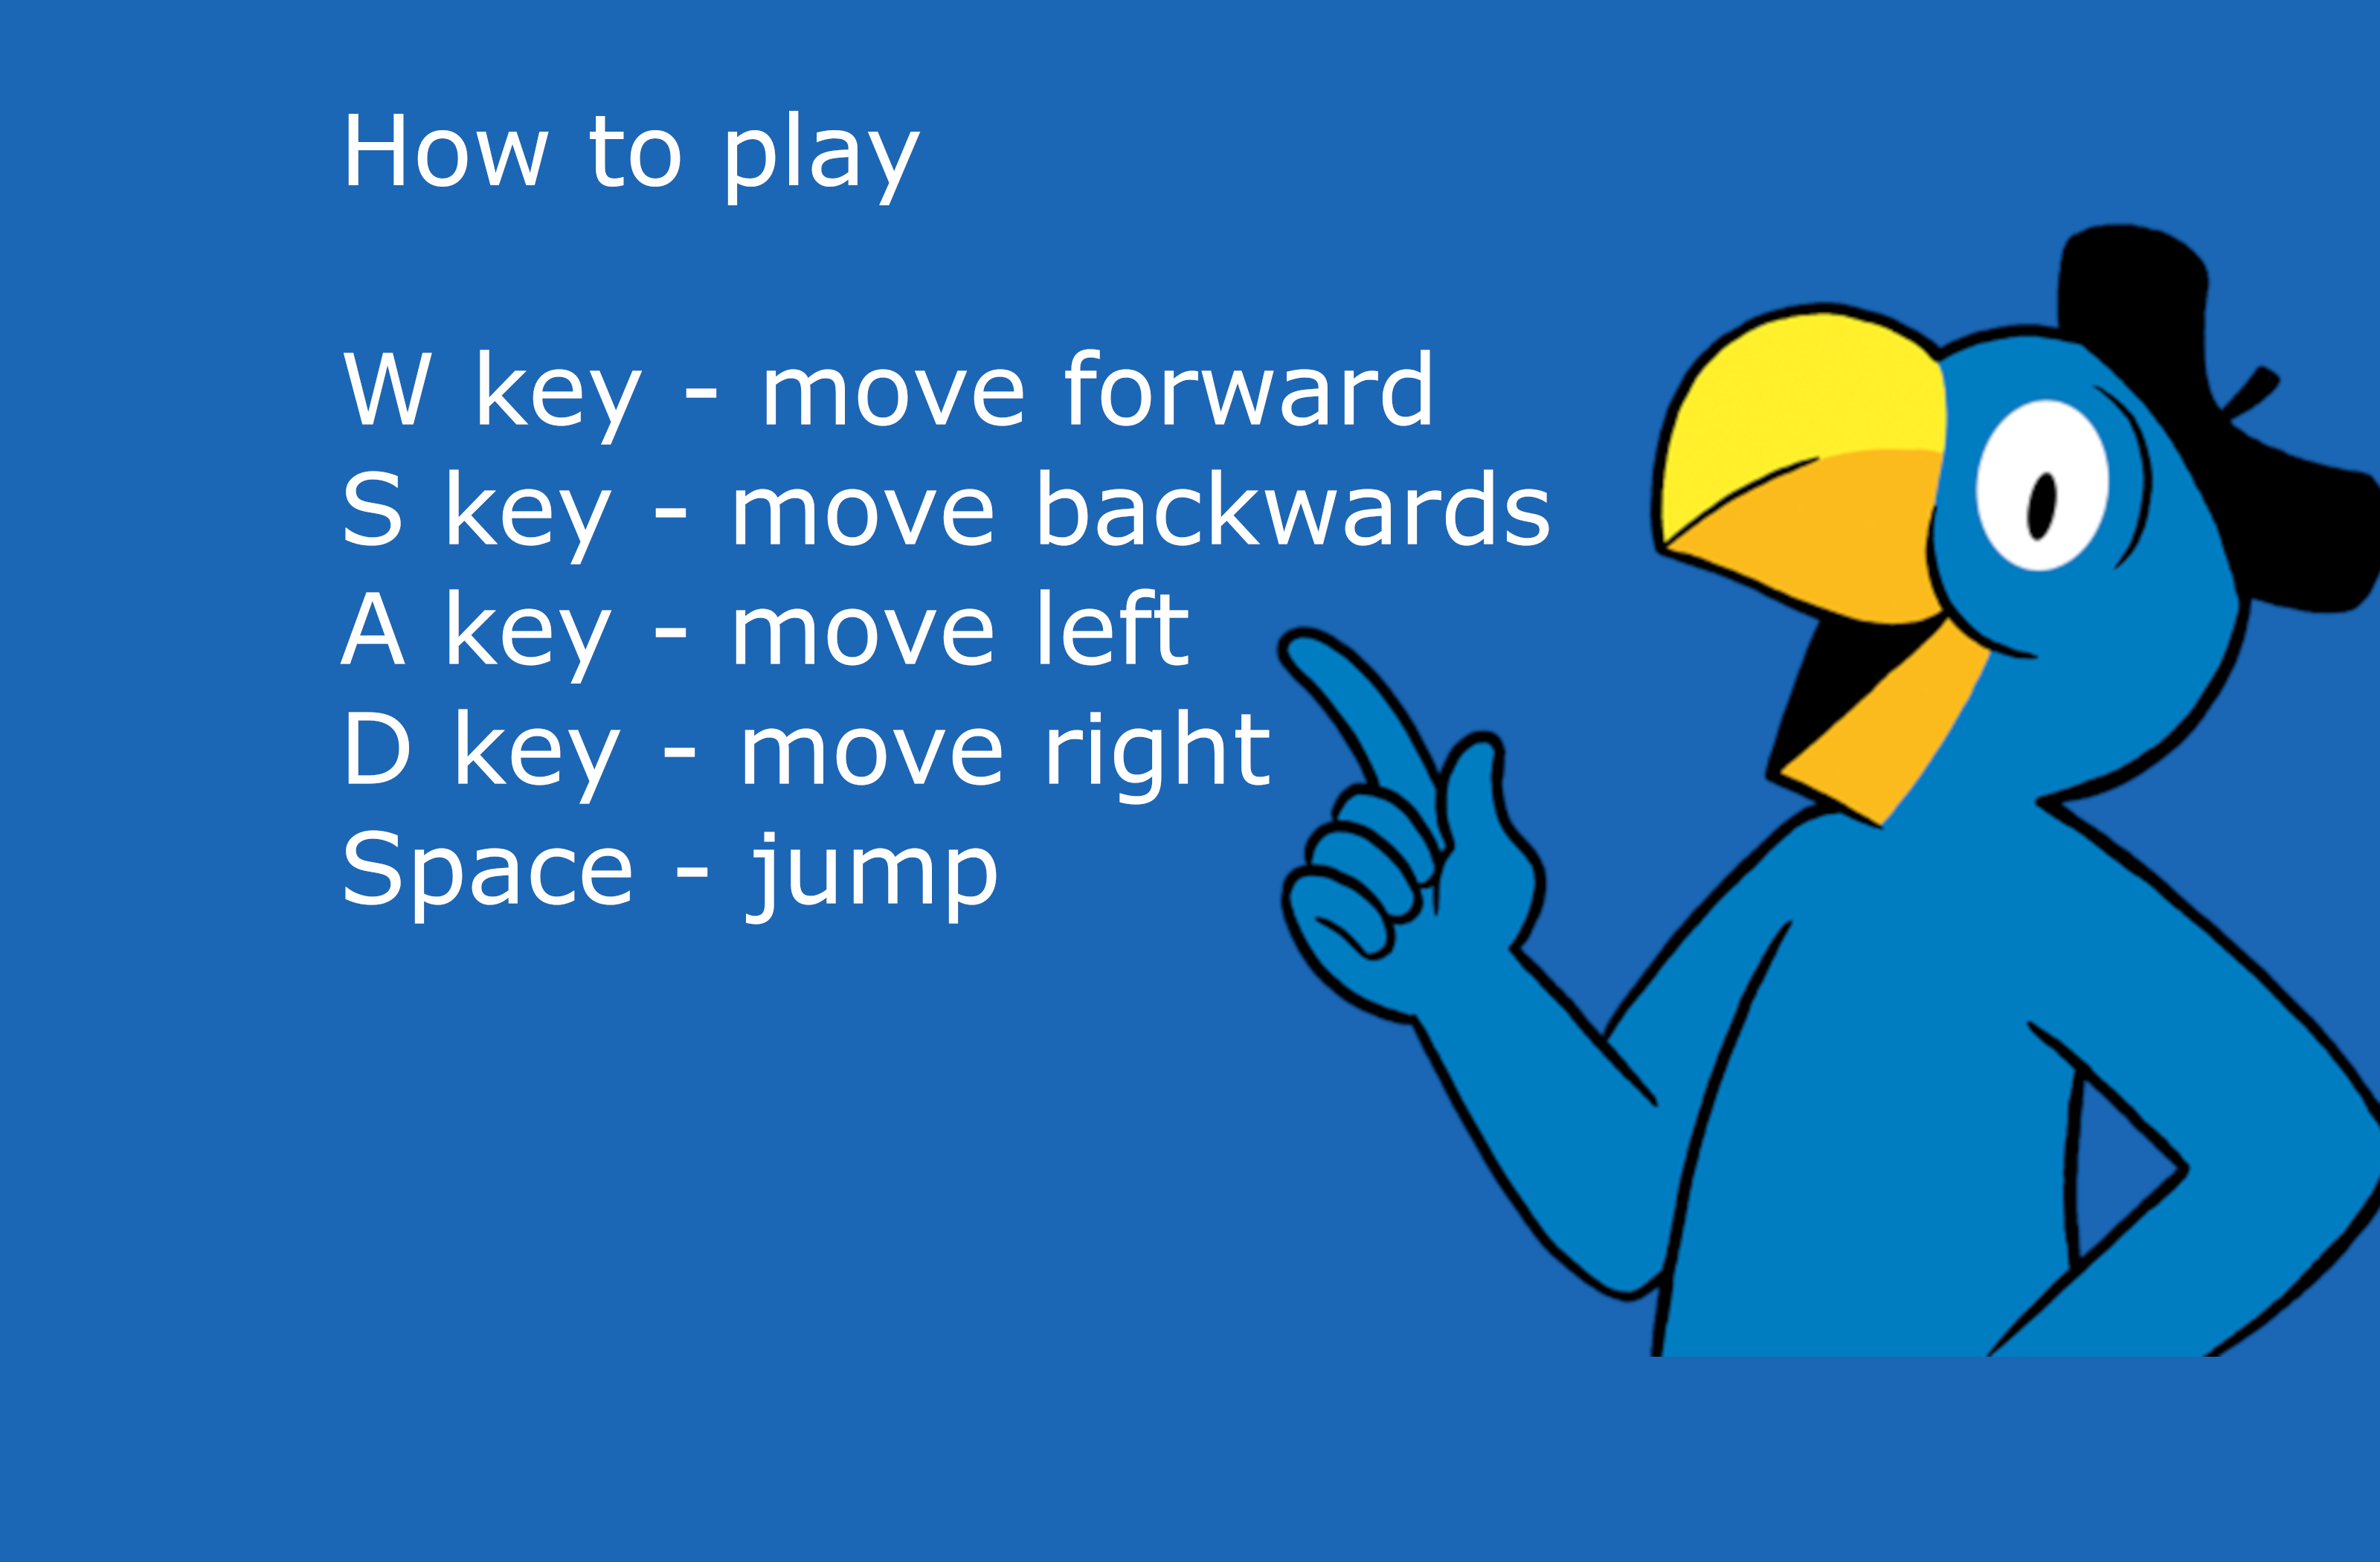 How to play
W key - move forward
S key - move backwards
A key - move left
D key - move right
Space - jump